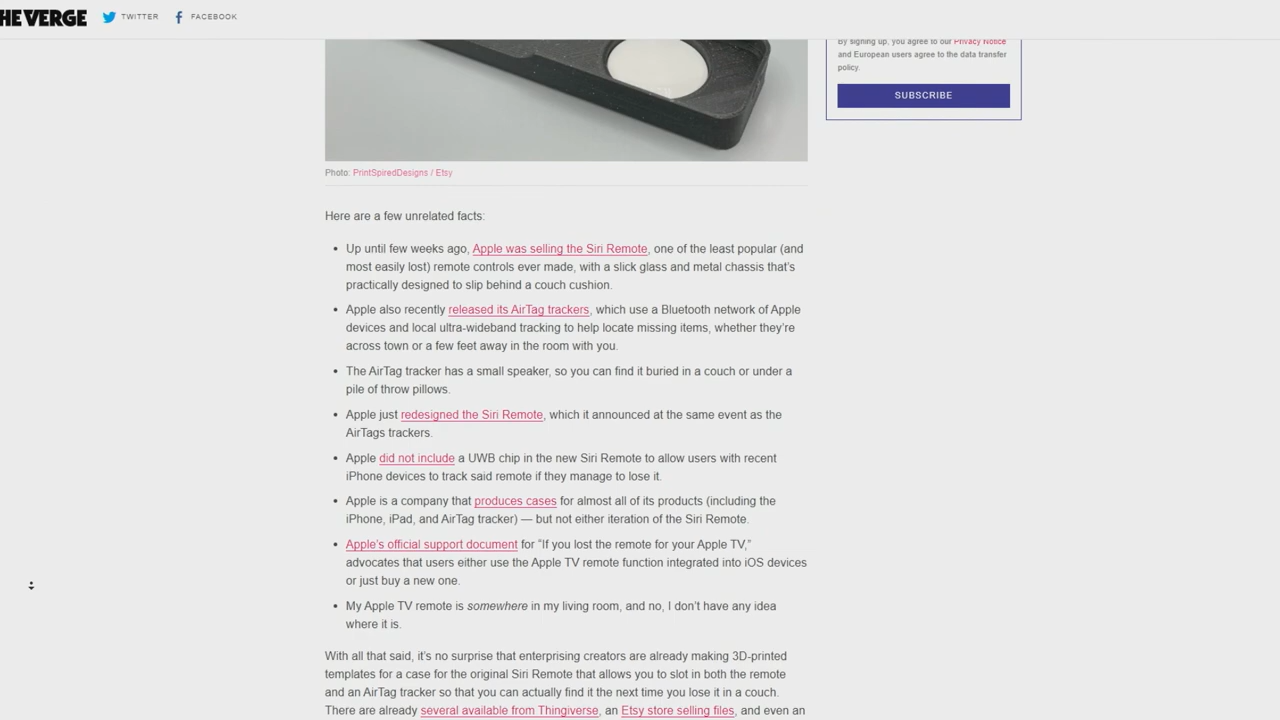 HE VERGE TWITTER FACEBOOK
By signing up, you agree to our Privacy Notice
and European users agree to the data transfer
policy.
SUBSCRIBE
Photo: PrintSpiredDesigns / Etsy
Here are a few unrelated facts:
• Up until few weeks ago, Apple was selling the Siri Remote, one of the least popular (and
most easily lost) remote controls ever made, with a slick glass and metal chassis that's
practically designed to slip behind a couch cushion.
• Apple also recently released its AirTag trackers, which use a Bluetooth network of Apple
devices and local ultra-wideband tracking to help locate missing items, whether they're
across town or a few feet away in the room with you.
• The AirTag tracker has a small speaker, so you can find it buried in a couch or under a
pile of throw pillows.
• Apple just redesigned the Siri Remote, which it announced at the same event as the
AirTags trackers.
• Apple did not include a UWB chip in the new Siri Remote to allow users with recent
iPhone devices to track said remote if they manage to lose it.
• Apple is a company that produces cases for almost all of its products (including the
iPhone, iPad, and AirTag tracker) — but not either iteration of the Siri Remote.
• Apple's official support document for “If you lost the remote for your Apple TV,”
advocates that users either use the Apple TV remote function integrated into iOS devices
or just buy a new one.
• My Apple TV remote is somewhere in my living room, and no, I don't have any idea
where it is.
With all that said, it's no surprise that enterprising creators are already making 3D-printed
templates for a case for the original Siri Remote that allows you to slot in both the remote
and an AirTag tracker so that you can actually find it the next time you lose it in a couch.
There are already several available from Thingiverse, an Etsy store selling files, and even an